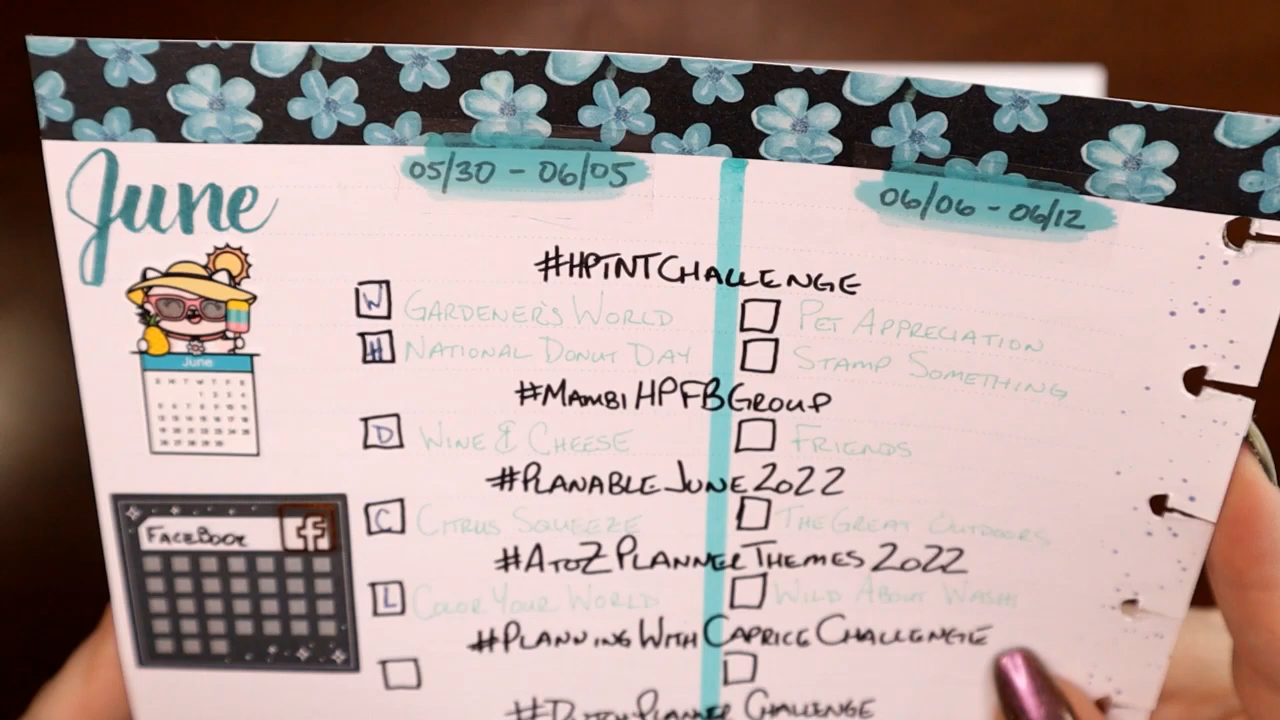 June
05/30 - 06/05
06/06 - 06/12
#HPTNTCHALLENGE
W GARDENER'S WORLD
PET APPRECIATION
H NATIONAL DONUT DAY
STAMP SOMETHING
#MAMBIHPFBGROUP
D WINE & CHEESE
FRIENDS
#PLANABLEJUNE2022
C CITRUS SQUEEZE
THE GREAT OUTDOORS
#ATOZPLANNERTHEMES2022
L COLOR YOUR WORLD
WILD ABOUT WASHI
#PLANNINGWITHCAPRICECHALLENGE
CHALLENGE
June
FACEBOOK
f